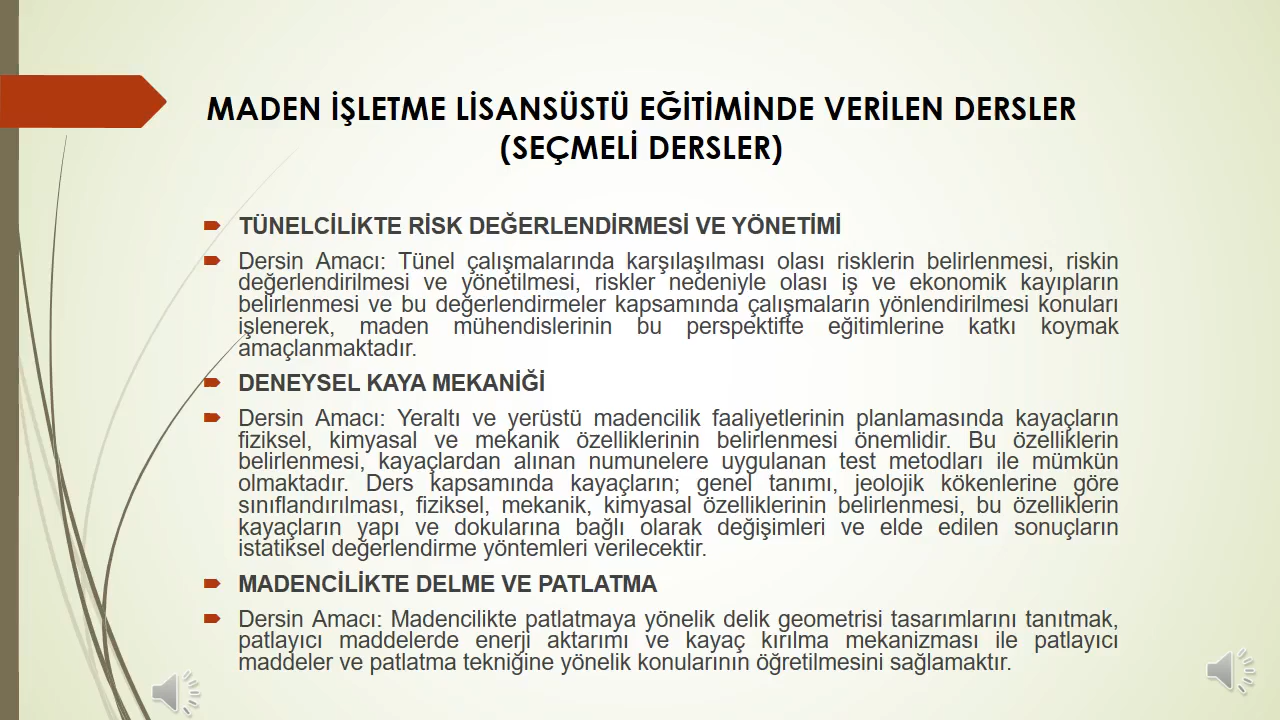 MADEN İŞLETME LİSANSÜSTÜ EĞİTİMİNDE VERİLEN DERSLER
(SEÇMELİ DERSLER)
TÜNELCİLİKTE RİSK DEĞERLENDİRMESİ VE YÖNETİMİ
Dersin Amacı: Tünel çalışmalarında karşılaşılması olası risklerin belirlenmesi, riskin
değerlendirilmesi ve yönetilmesi, riskler nedeniyle olası iş ve ekonomik kayıpların
belirlenmesi ve bu değerlendirmeler kapsamında çalışmaların yönlendirilmesi konuları
işlenerek, maden mühendislerinin bu perspektifte eğitimlerine katkı koymak
amaçlanmaktadır.
DENEYSEL KAYA MEKANİĞİ
Dersin Amacı: Yeraltı ve yerüstü madencilik faaliyetlerinin planlamasında kayaçların
fiziksel, kimyasal ve mekanik özelliklerinin belirlenmesi önemlidir. Bu özelliklerin
belirlenmesi, kayaçlardan alınan numunelere uygulanan test metodları ile mümkün
olmaktadır. Ders kapsamında kayaçların; genel tanımı, jeolojik kökenlerine göre
sınıflandırılması, fiziksel, mekanik, kimyasal özelliklerinin belirlenmesi, bu özelliklerin
kayaçların yapı ve dokularına bağlı olarak değişimleri ve elde edilen sonuçların
istatiksel değerlendirme yöntemleri verilecektir.
MADENCİLİKTE DELME VE PATLATMA
Dersin Amacı: Madencilikte patlatmaya yönelik delik geometrisi tasarımlarını tanıtmak,
patlayıcı maddelerde enerji aktarımı ve kayaç kırılma mekanizması ile patlayıcı
maddeler ve patlatma tekniğine yönelik konularının öğretilmesini sağlamaktır.